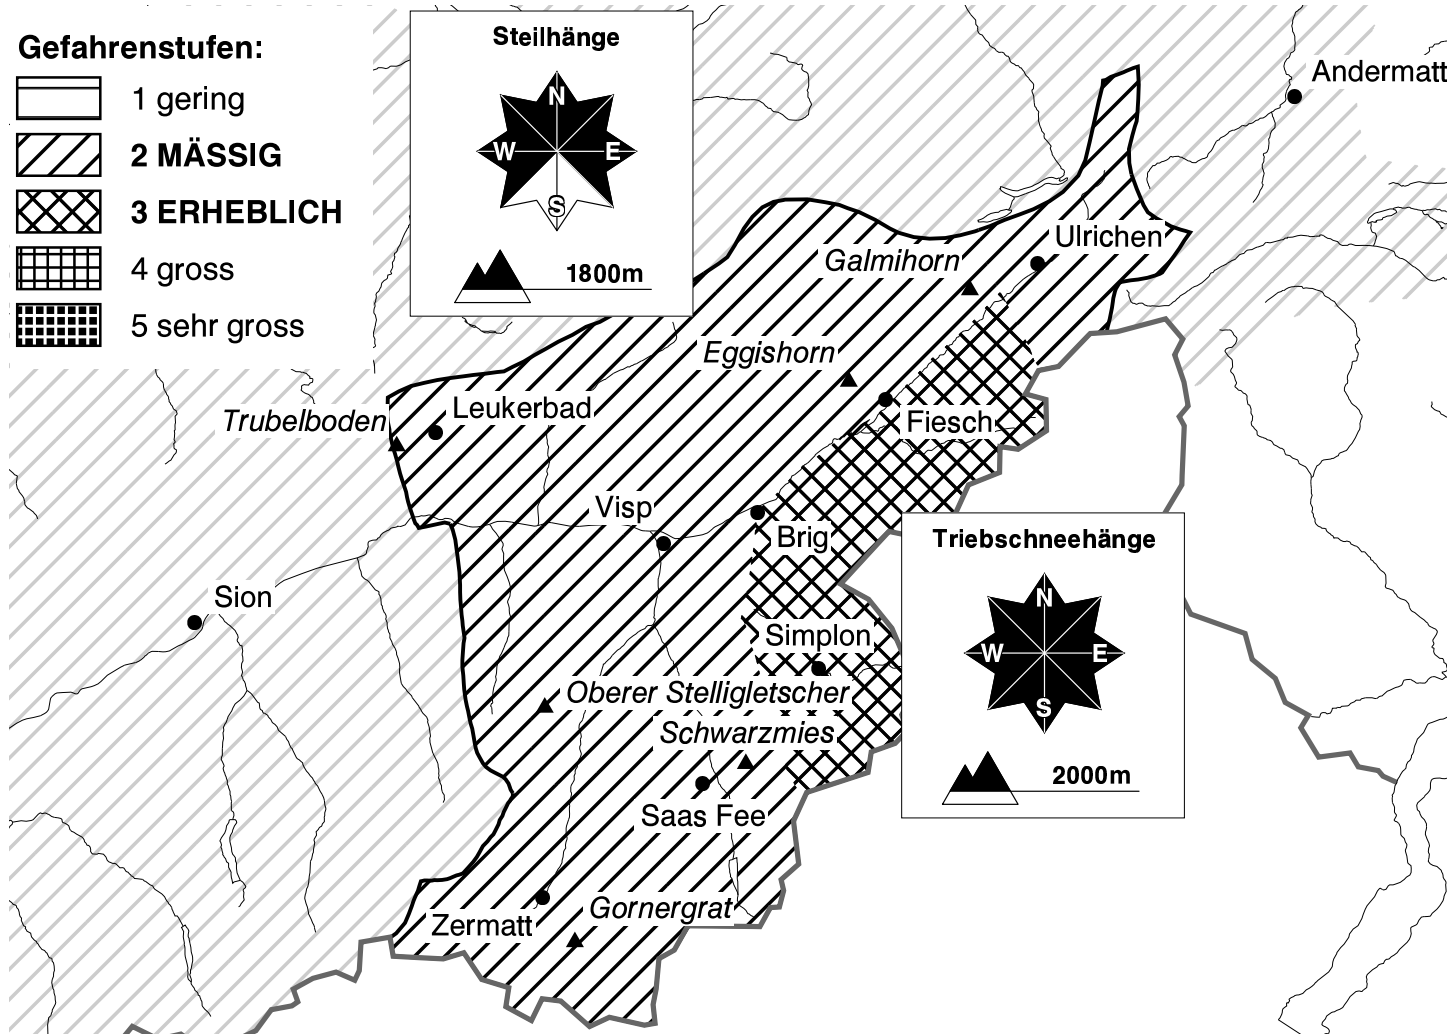 Gefahrenstufen:
1 gering
2 MÄSSIG
3 ERHEBLICH
4 gross
5 sehr gross
Steilhänge
N
W E
S
1800m
Andermatt
Ulrichen
Galmihorn
Eggishorn
Trubelboden
Leukerbad
Fiesch
Visp
Brig
Sion
Simplon
Oberer Stelligletscher
Schwarzmies
Saas Fee
Zermatt
Gornergrat
Triebschneehänge
N
W E
S
2000m